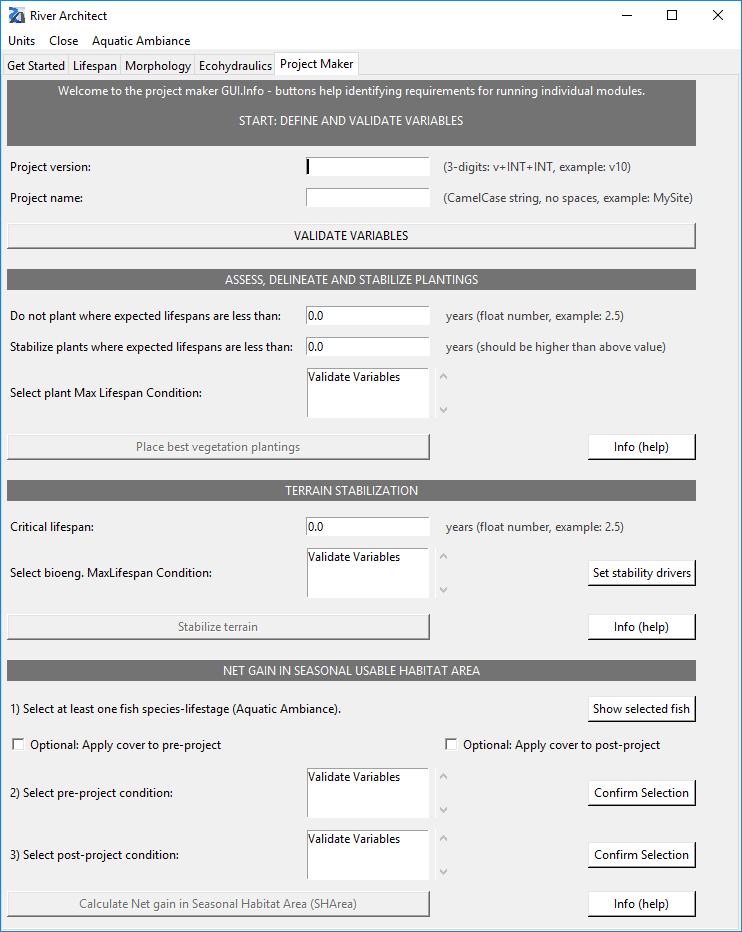 River Architect
Units Close Aquatic Ambiance
Get Started Lifespan Morphology Ecohydraulics Project Maker
Welcome to the project maker GUI.Info - buttons help identifying requirements for running individual modules.
START: DEFINE AND VALIDATE VARIABLES
Project version: (3-digits: v+INT+INT, example: v10)
Project name: (CamelCase string, no spaces, example: MySite)
VALIDATE VARIABLES
ASSESS, DELINEATE AND STABILIZE PLANTINGS
Do not plant where expected lifespans are less than: 0.0 years (float number, example: 2.5)
Stabilize plants where expected lifespans are less than: 0.0 years (should be higher than above value)
Validate Variables
Select plant Max Lifespan Condition:
Place best vegetation plantings Info (help)
TERRAIN STABILIZATION
Critical lifespan: 0.0 years (float number, example: 2.5)
Validate Variables
Select bioeng. MaxLifespan Condition: Set stability drivers
Stabilize terrain Info (help)
NET GAIN IN SEASONAL USABLE HABITAT AREA
1) Select at least one fish species-lifestage (Aquatic Ambiance). Show selected fish
Optional: Apply cover to pre-project Optional: Apply cover to post-project
Validate Variables
2) Select pre-project condition: Confirm Selection
Validate Variables
3) Select post-project condition: Confirm Selection
Calculate Net gain in Seasonal Habitat Area (SHArea) Info (help)